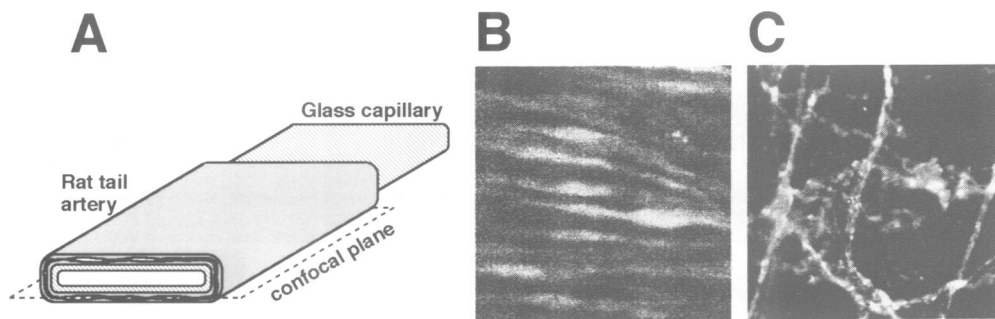 A
B
C
Glass capillary
Rat tail
artery
confocal plane